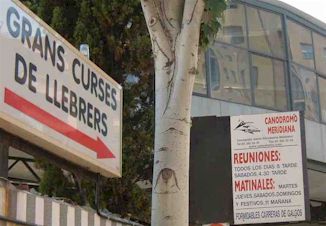 GRANS CURSES
DE LLEBRERS
CANODROMO
MERIDIANA
REUNIONES:
TODOS LOS DIAS 6 TARDE
SABADOS, 4.30 TARDE
MATINALES: MARTES
JUEVES, SABADOS, DOMINGOS
Y FESTIVOS, 11 MAÑANA
FORMIDABLES CARRERAS DE GALGOS